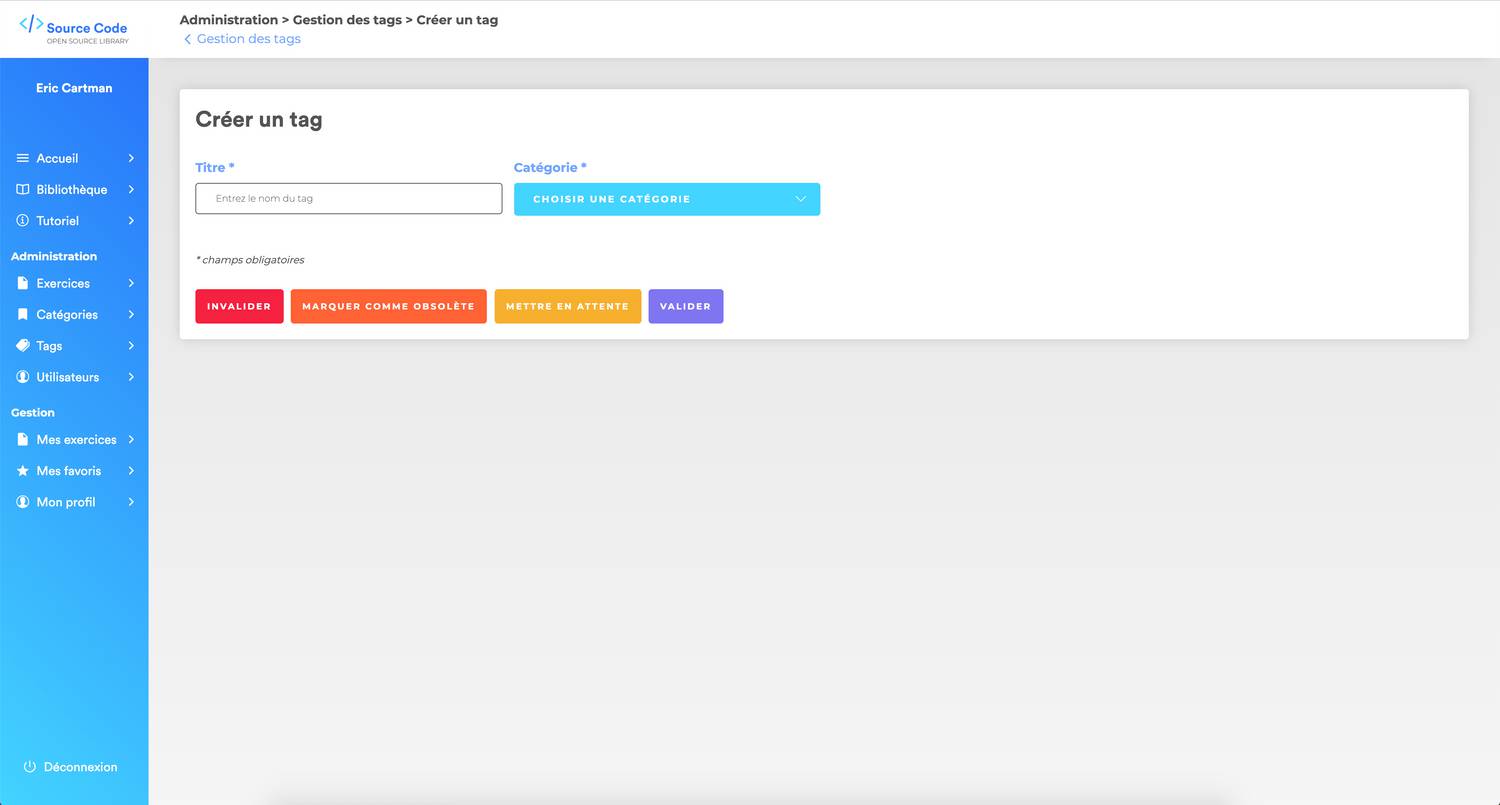 </> Source Code
OPEN SOURCE LIBRARY
Administration > Gestion des tags > Créer un tag
< Gestion des tags
Eric Cartman
Accueil
Bibliothèque
Tutoriel
Administration
Exercices
Catégories
Tags
Utilisateurs
Gestion
Mes exercices
Mes favoris
Mon profil
Déconnexion
Créer un tag
Titre *
Entrez le nom du tag
Catégorie *
CHOISIR UNE CATÉGORIE
* champs obligatoires
INVALIDER
MARQUER COMME OBSOLÈTE
METTRE EN ATTENTE
VALIDER